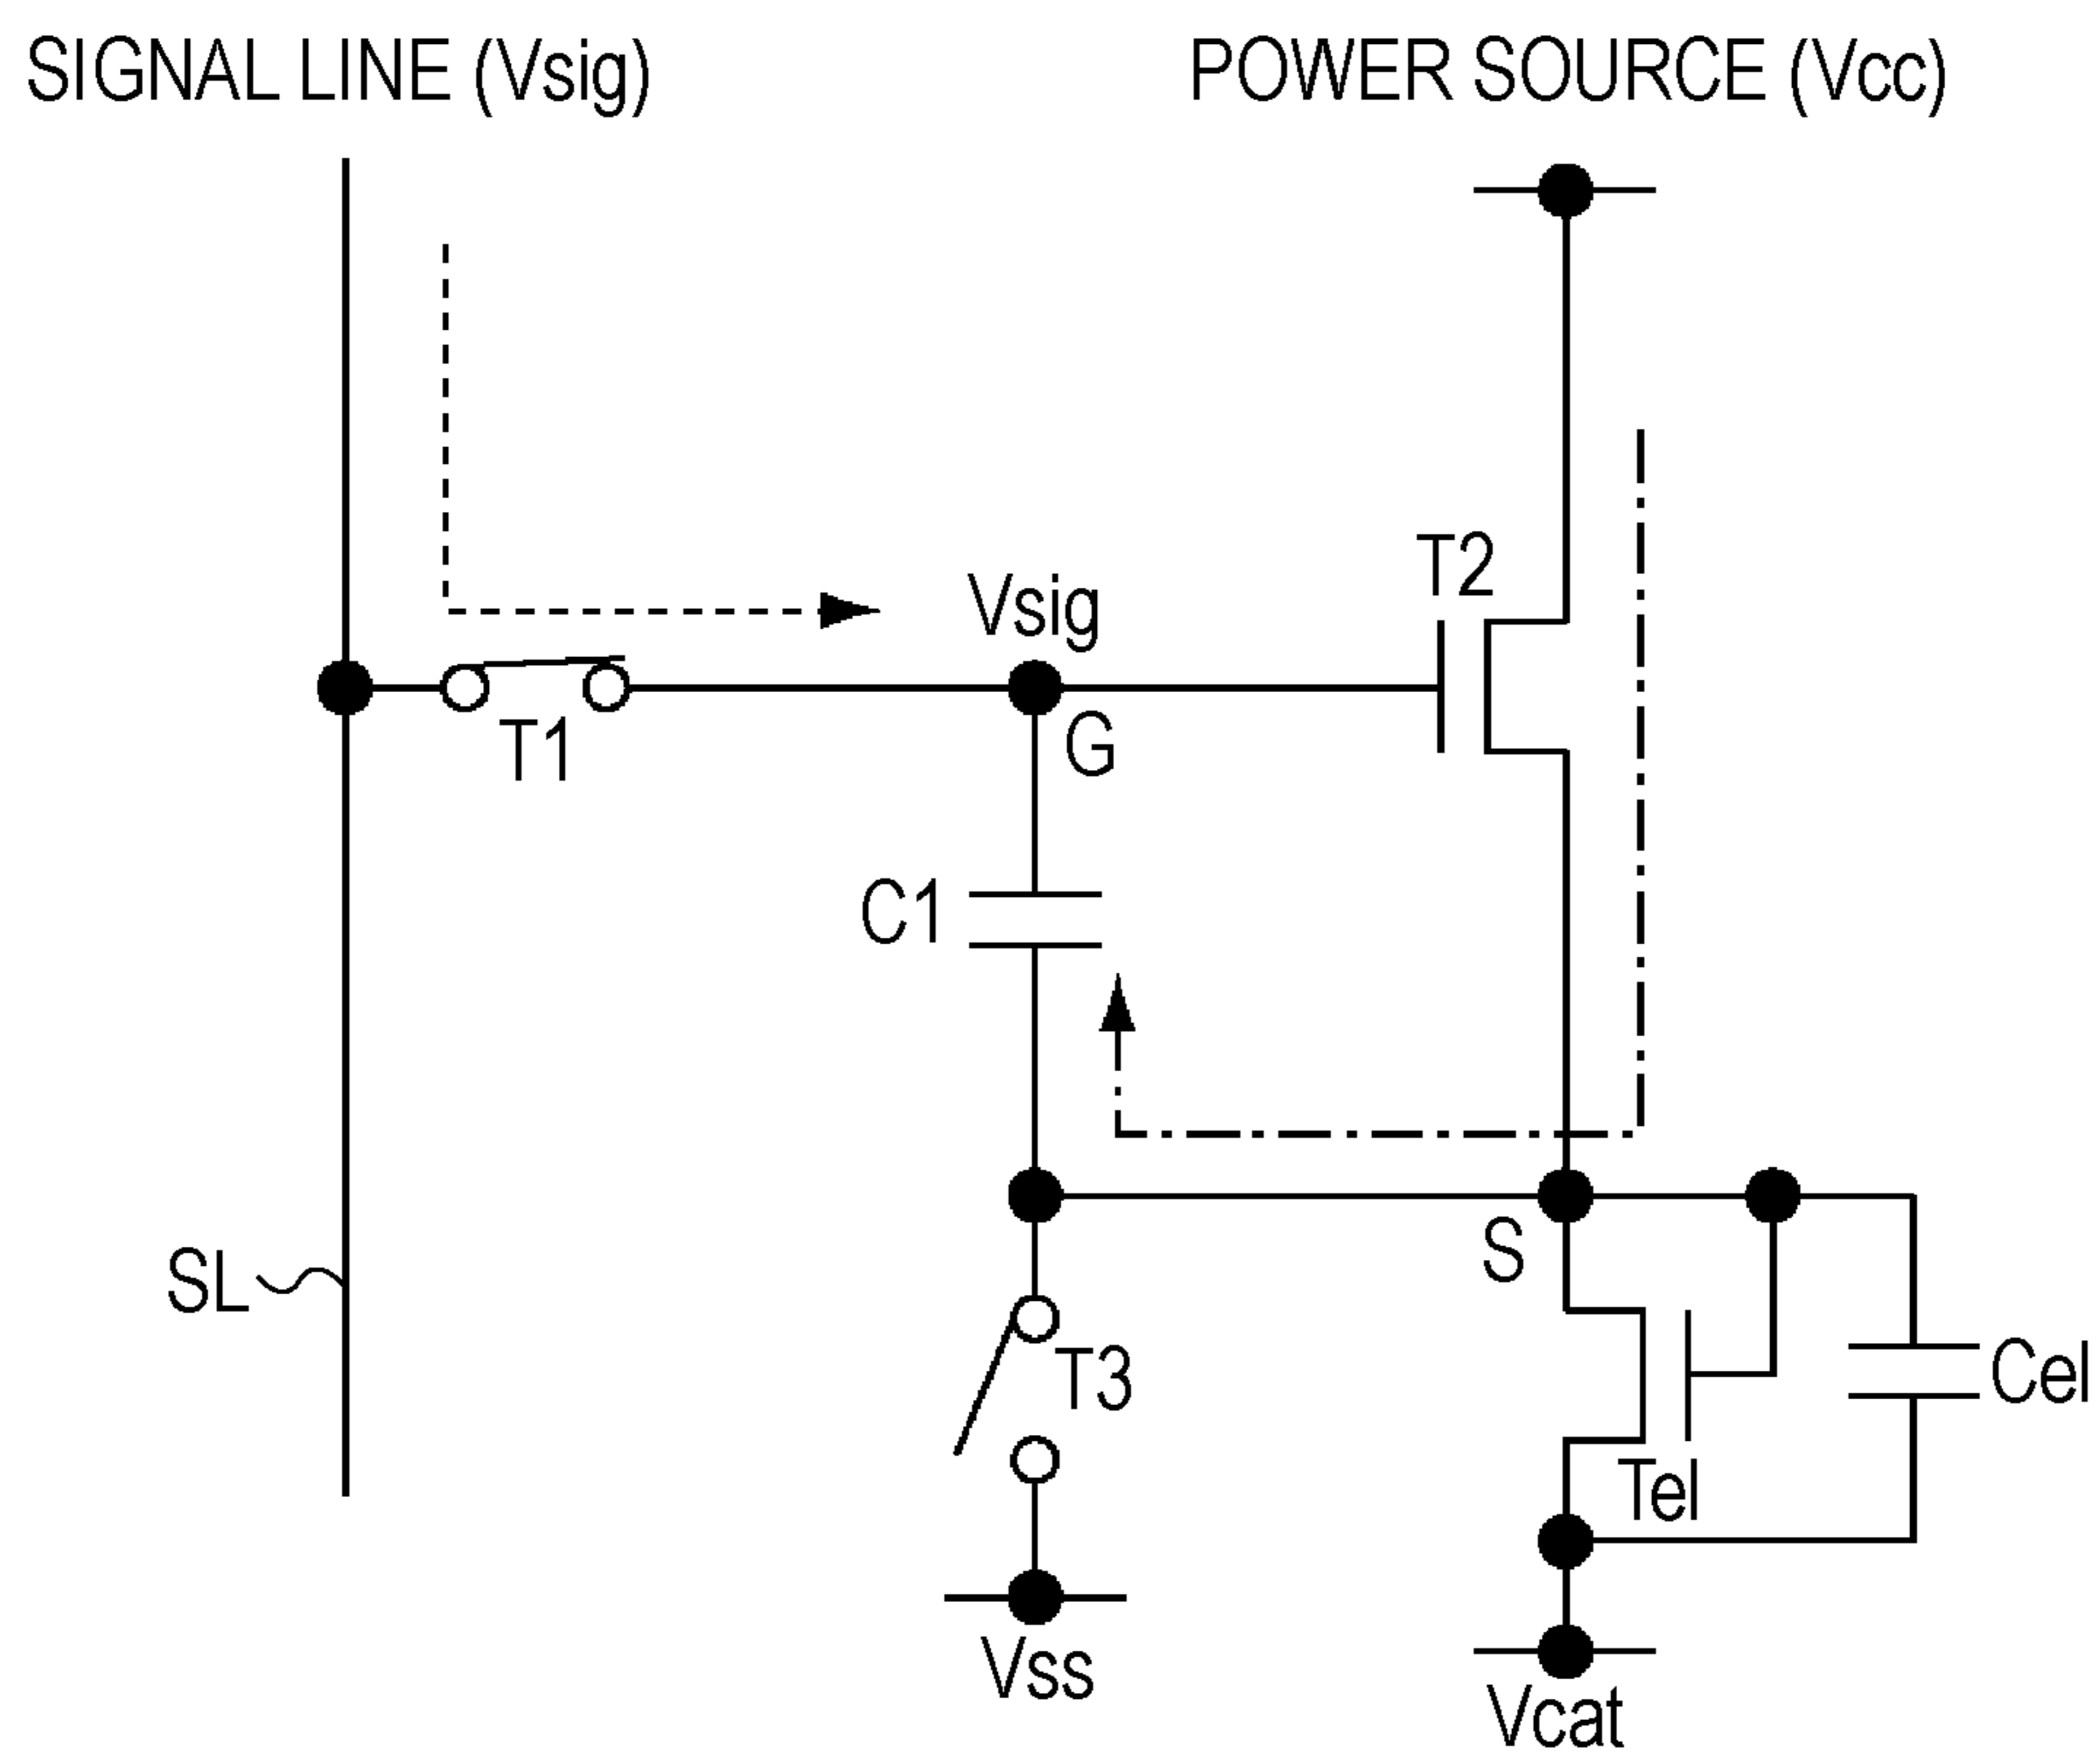 SIGNAL LINE (Vsig)
POWER SOURCE (Vcc)
T2
Vsig
T1
G
C1
SL
S
T3
Cel
Tel
Vss
Vcat